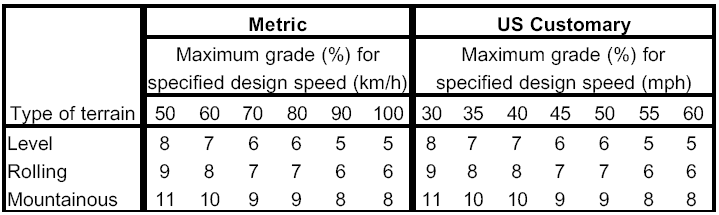 Metric US Customary
Maximum grade (%) for Maximum grade (%) for
specified design speed (km/h) specified design speed (mph)
Type of terrain 50 60 70 80 90 100 30 35 40 45 50 55 60
Level 8 7 6 6 5 5 8 7 7 6 6 5 5
Rolling 9 8 7 7 6 6 9 8 8 7 7 6 6
Mountainous 11 10 9 9 8 8 11 10 10 9 9 8 8